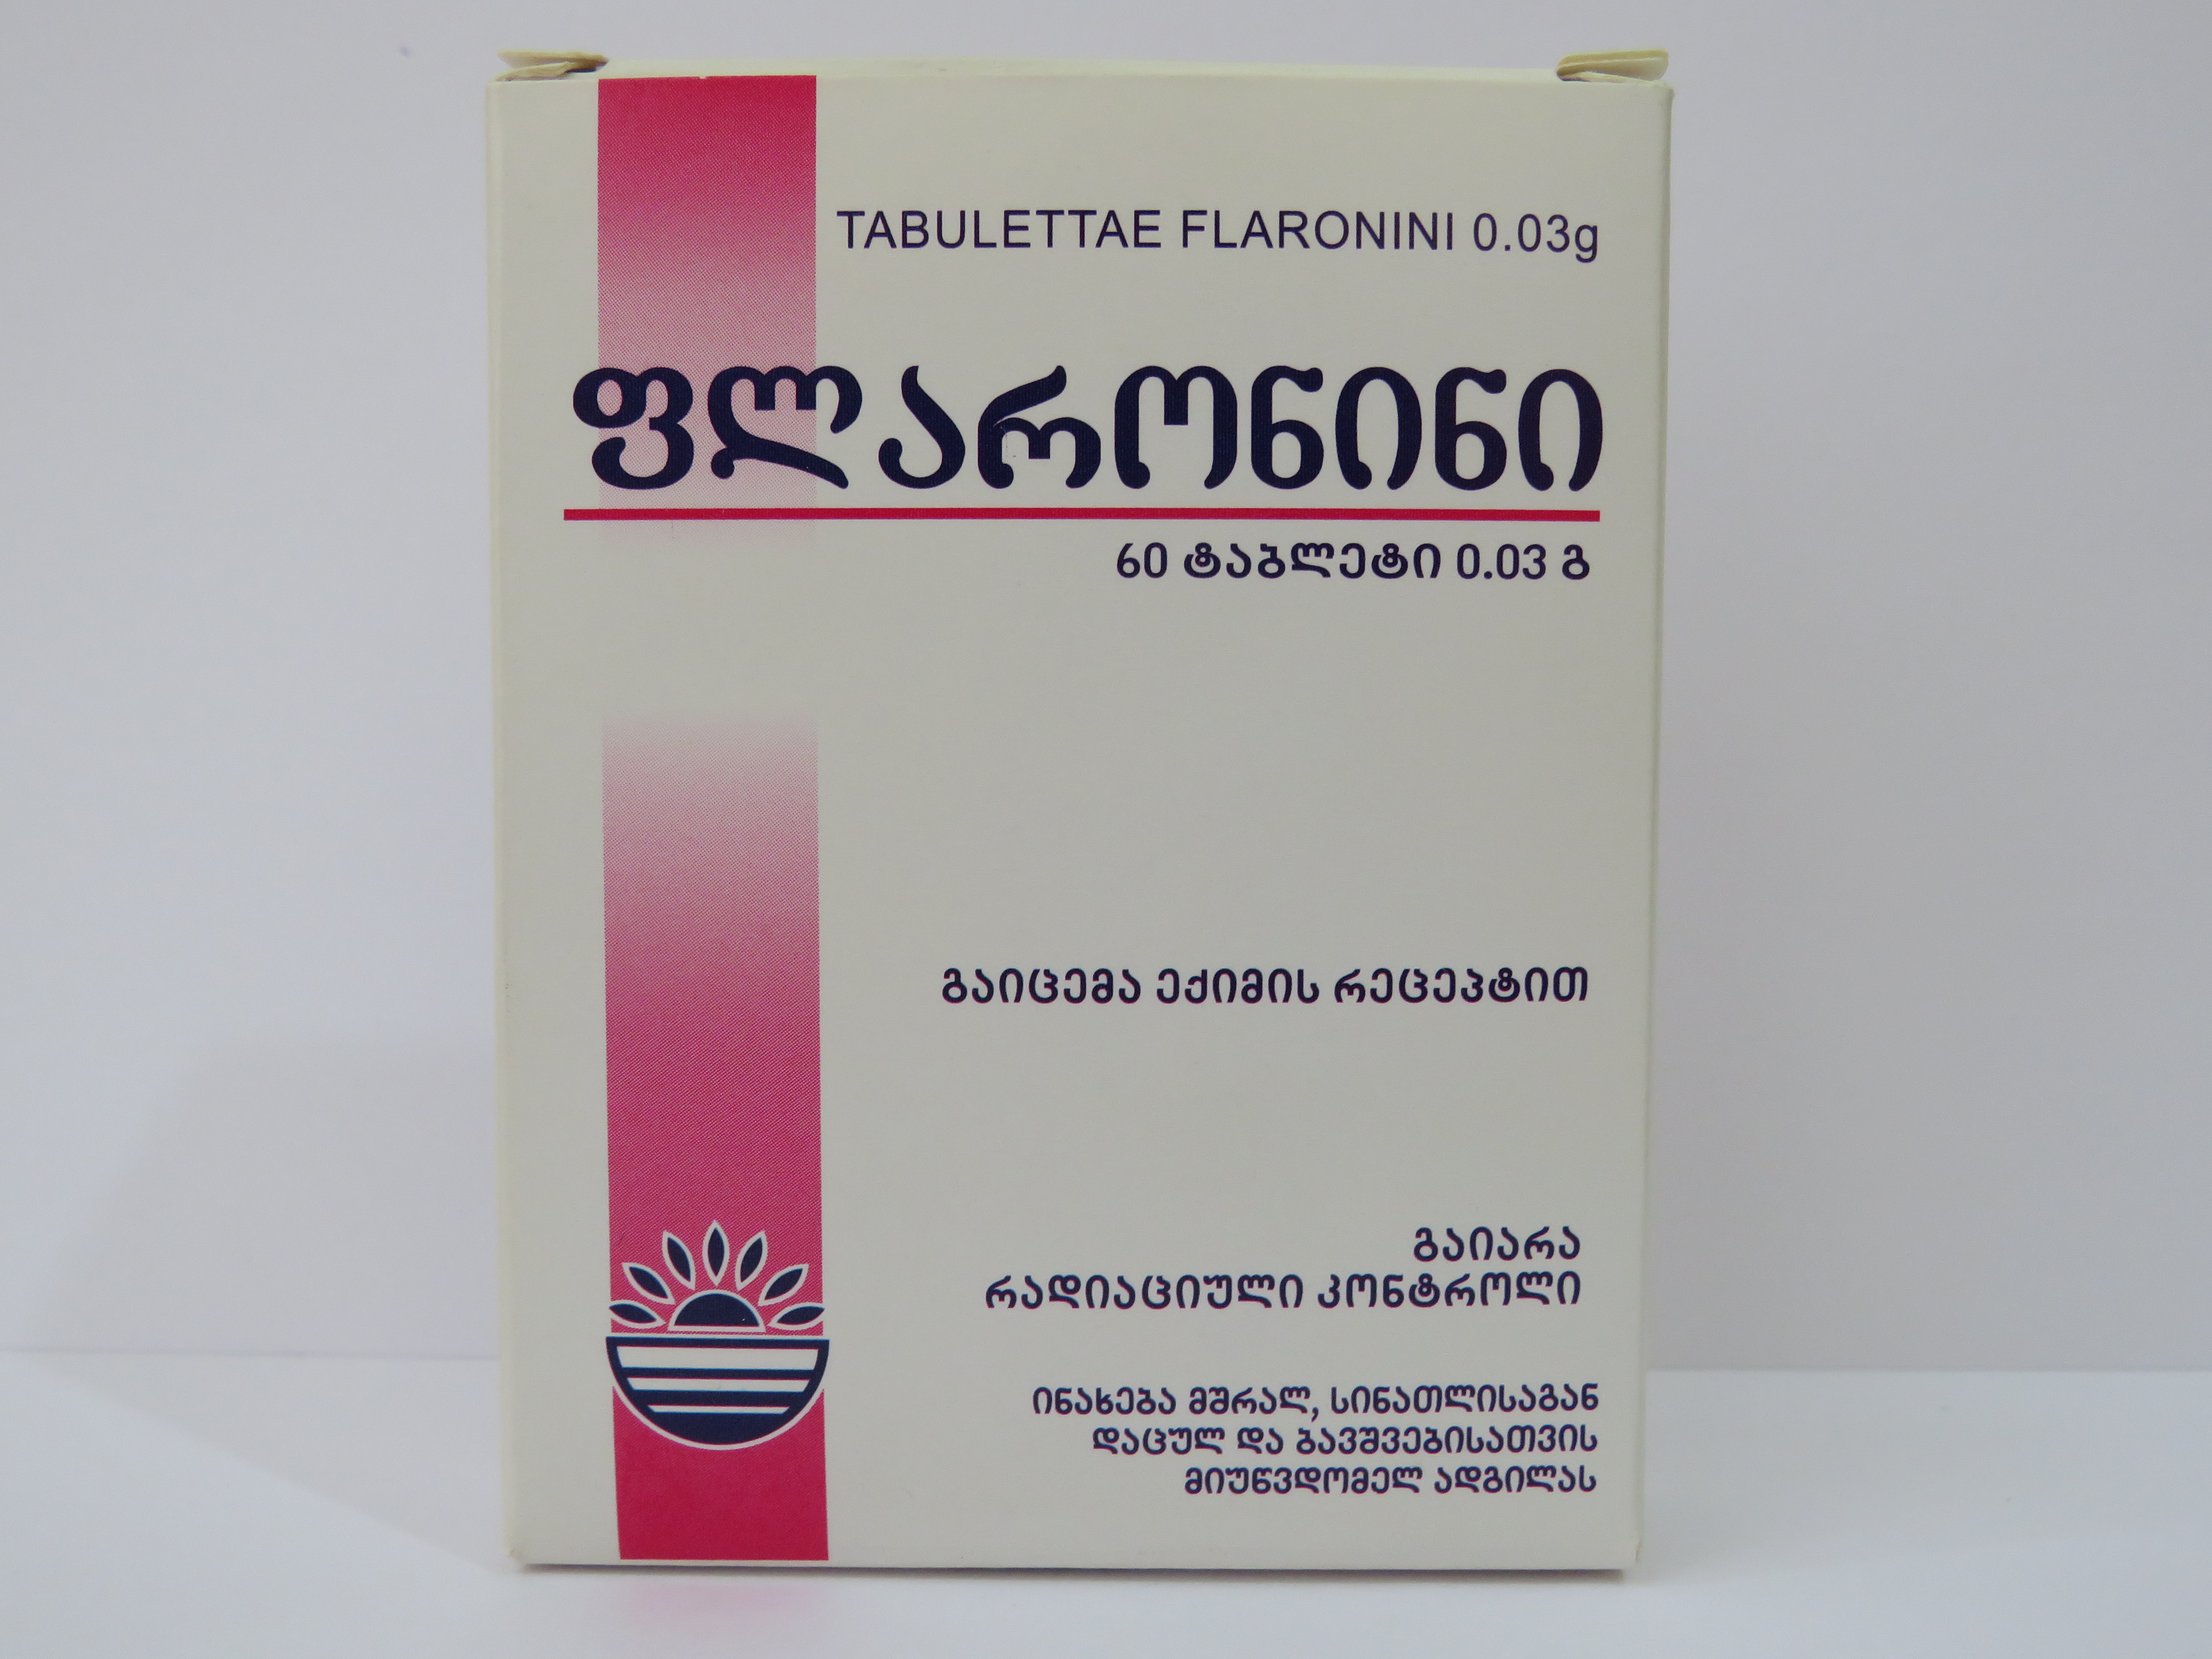 TABULETTAE FLARONINI 0.03g
ფლარონინი
60 ტაბლეტი 0.03 გ
გაიცემა ექიმის რეცეპტით
გაიარა
რადიაციული კონტროლი
ინახება მშრალ, სინათლისაგან
დაცულ და ბავშვებისათვის
მიუწვდომელ ადგილას